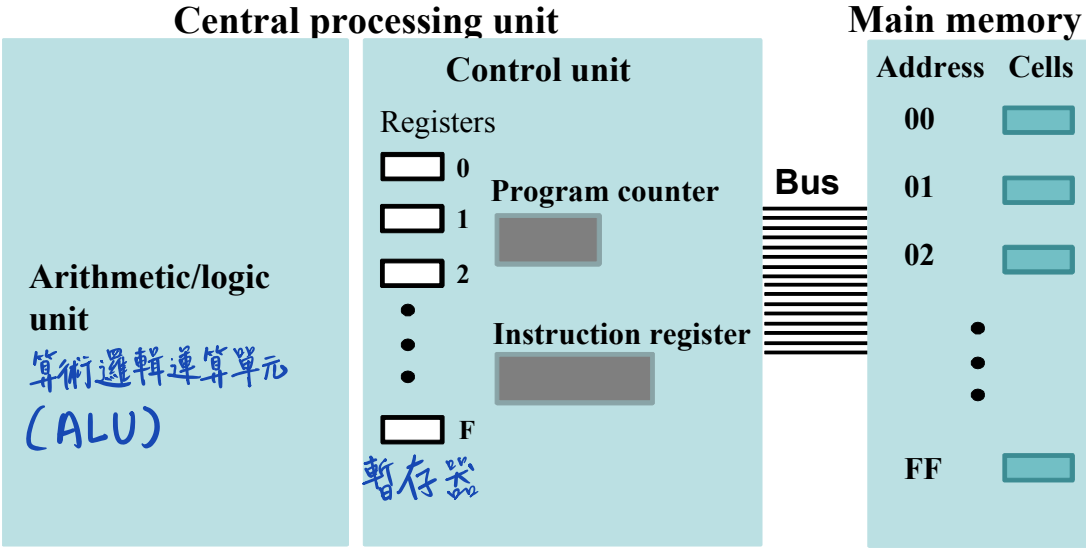 Central processing unit
Main memory
Control unit
Address Cells
Registers
00
0
Program counter
Bus
01
1
02
2
Arithmetic/logic
unit
算術邏輯運算單元
(ALU)
Instruction register
F
暫存器
FF